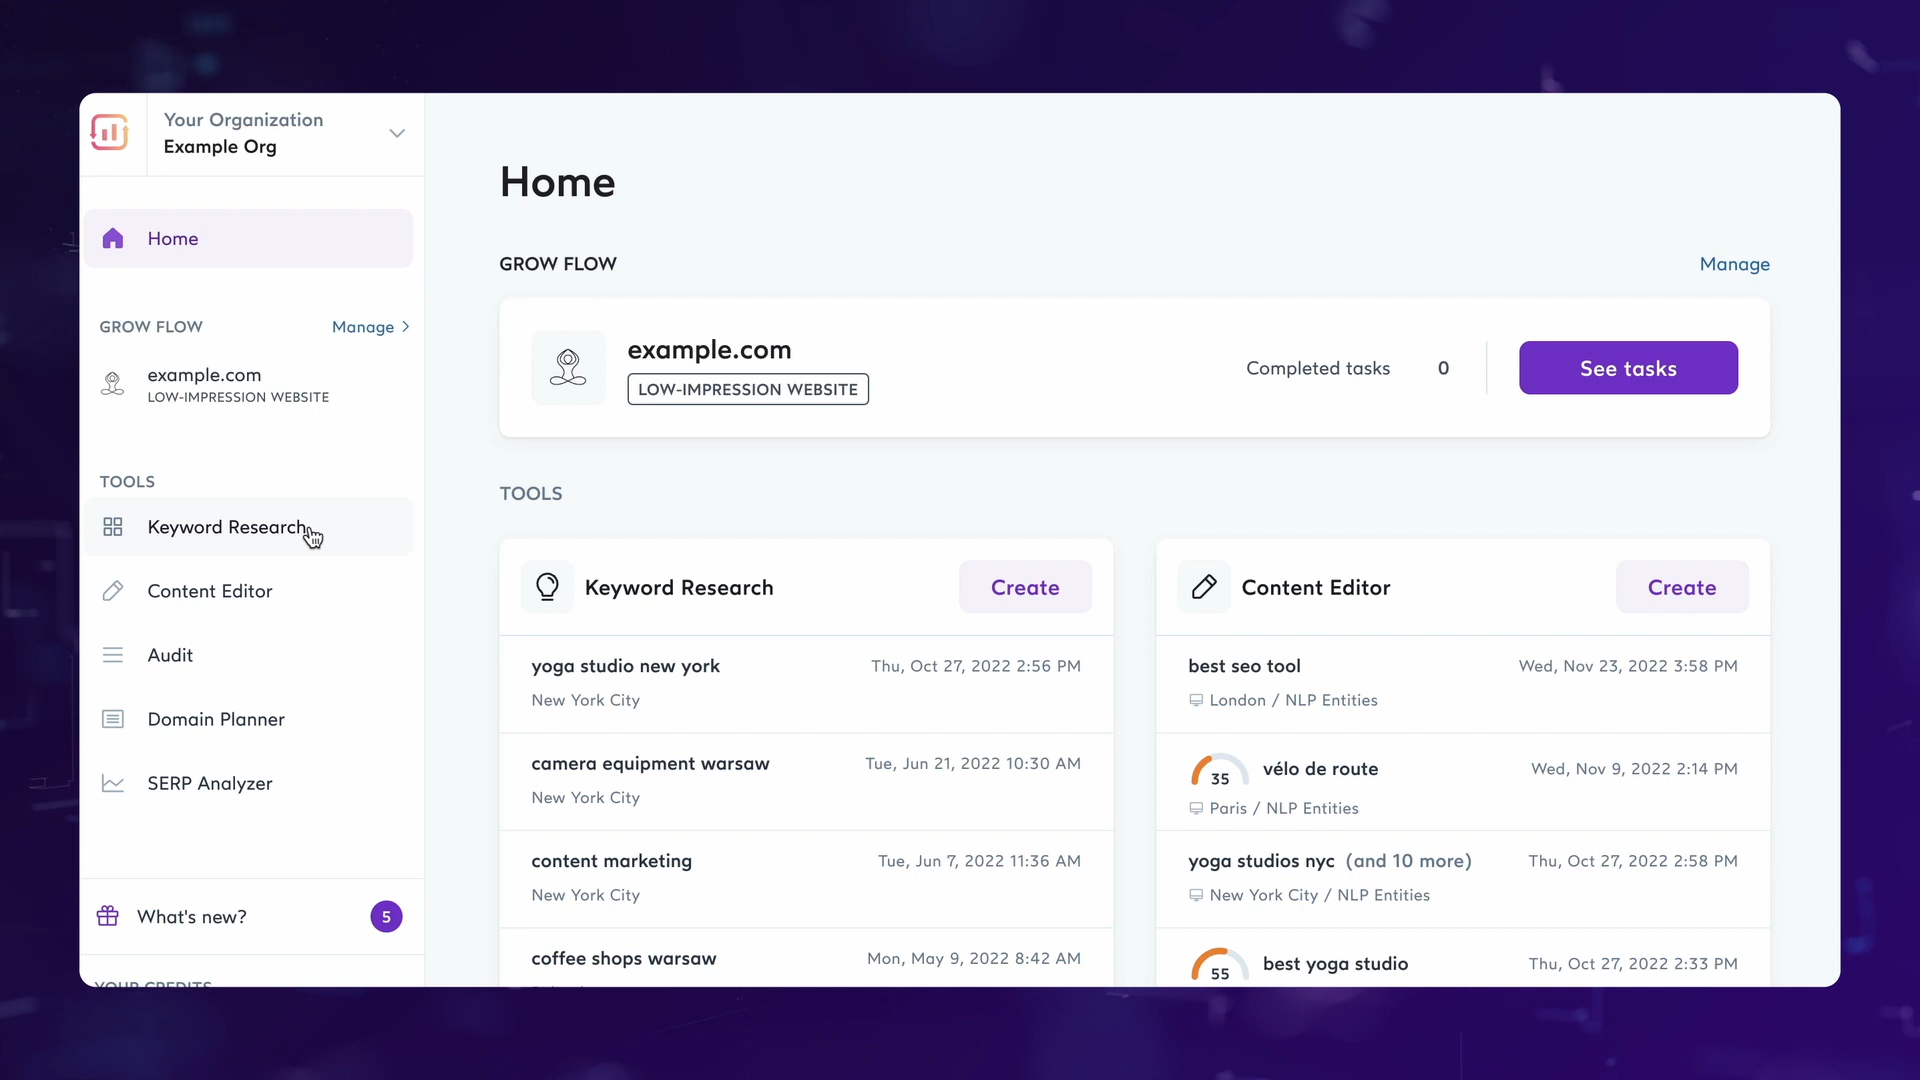 Your Organization
Example Org
Home
GROW FLOW
Manage
example.com
LOW-IMPRESSION WEBSITE
TOOLS
Keyword Research
Content Editor
Audit
Domain Planner
SERP Analyzer
What's new?
5
YOUR CREDITS
Home
GROW FLOW
Manage
example.com
LOW-IMPRESSION WEBSITE
Completed tasks 0
See tasks
TOOLS
Keyword Research
Create
yoga studio new york Thu, Oct 27, 2022 2:56 PM
New York City
camera equipment warsaw Tue, Jun 21, 2022 10:30 AM
New York City
content marketing Tue, Jun 7, 2022 11:36 AM
New York City
coffee shops warsaw Mon, May 9, 2022 8:42 AM
Content Editor
Create
best seo tool Wed, Nov 23, 2022 3:58 PM
London / NLP Entities
35 vélo de route Wed, Nov 9, 2022 2:14 PM
Paris / NLP Entities
yoga studios nyc (and 10 more) Thu, Oct 27, 2022 2:58 PM
New York City / NLP Entities
55 best yoga studio Thu, Oct 27, 2022 2:33 PM